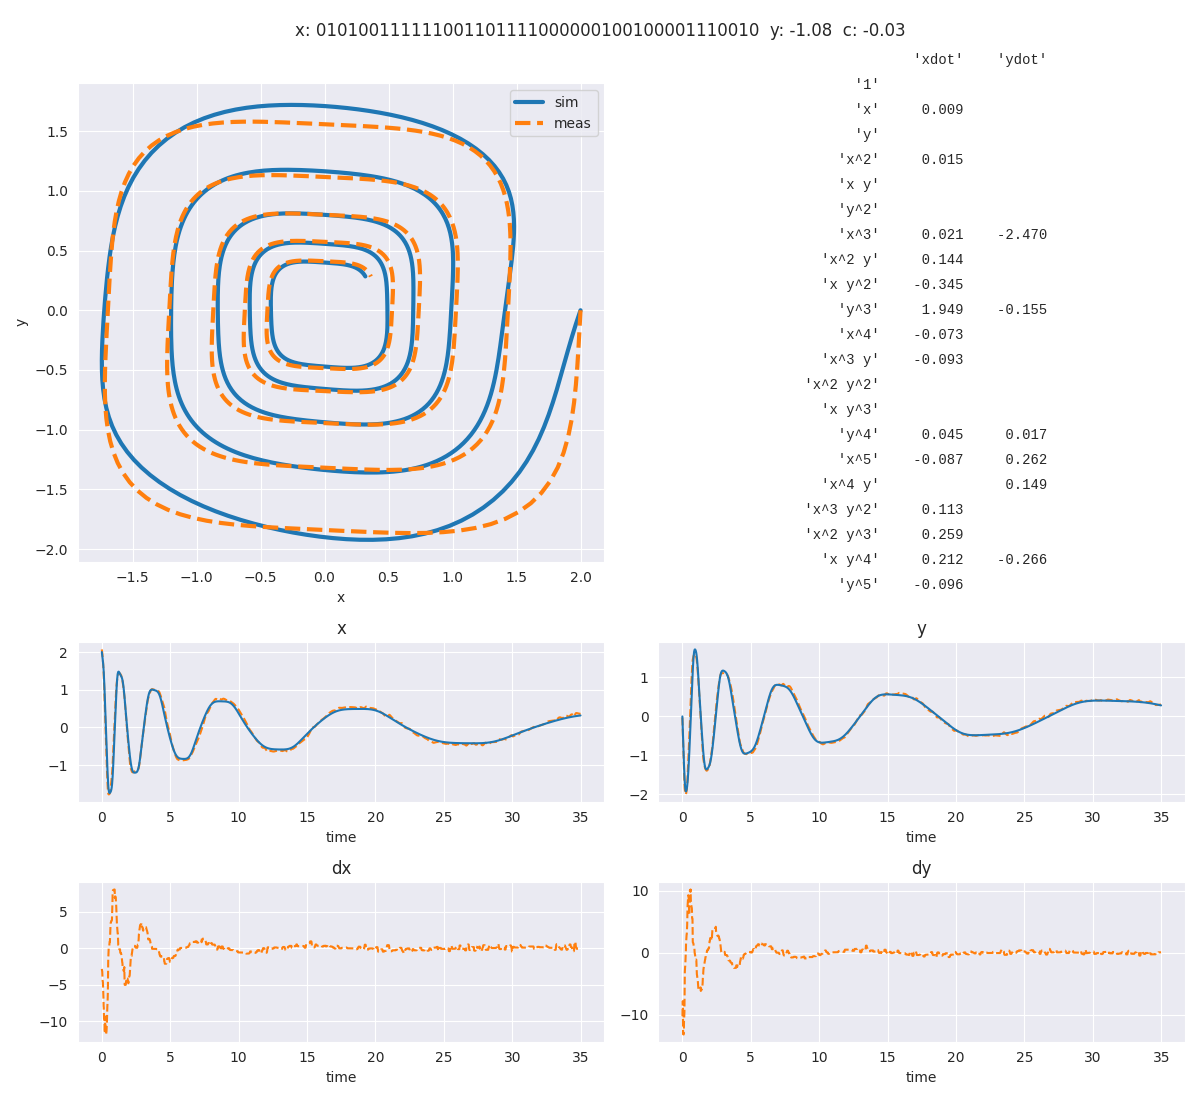 x: 010100111111001101111000000100100001110010 y: -1.08 c: -0.03
'xdot' 'ydot'
'1'
'x' 0.009
'y'
'x^2' 0.015
'x y'
'y^2'
'x^3' 0.021 -2.470
'x^2 y' 0.144
'x y^2' -0.345
'y^3' 1.949 -0.155
'x^4' -0.073
'x^3 y' -0.093
'x^2 y^2'
'x y^3'
'y^4' 0.045 0.017
'x^5' -0.087 0.262
'x^4 y' 0.149
'x^3 y^2' 0.113
'x^2 y^3' 0.259
'x y^4' 0.212 -0.266
'y^5' -0.096
sim
meas
1.5
1.0
0.5
0.0
−0.5
−1.0
−1.5
−2.0
y
−1.5 −1.0 −0.5 0.0 0.5 1.0 1.5 2.0
x
x
2
1
0
−1
0 5 10 15 20 25 30 35
time
y
1
0
−1
−2
0 5 10 15 20 25 30 35
time
dx
5
0
−5
−10
0 5 10 15 20 25 30 35
time
dy
10
0
−10
0 5 10 15 20 25 30 35
time